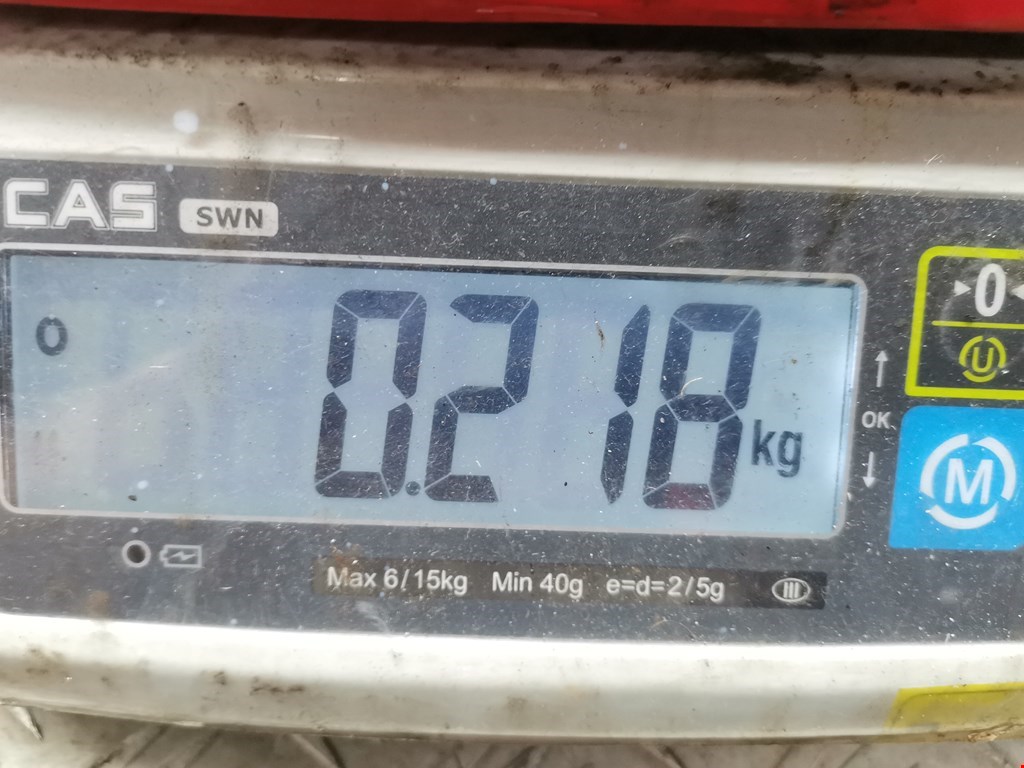 CAS SWN
0
0.218 kg
▸0◂
U
↑
OK
↓
M
Max 6/15kg Min 40g e=d=2/5g III